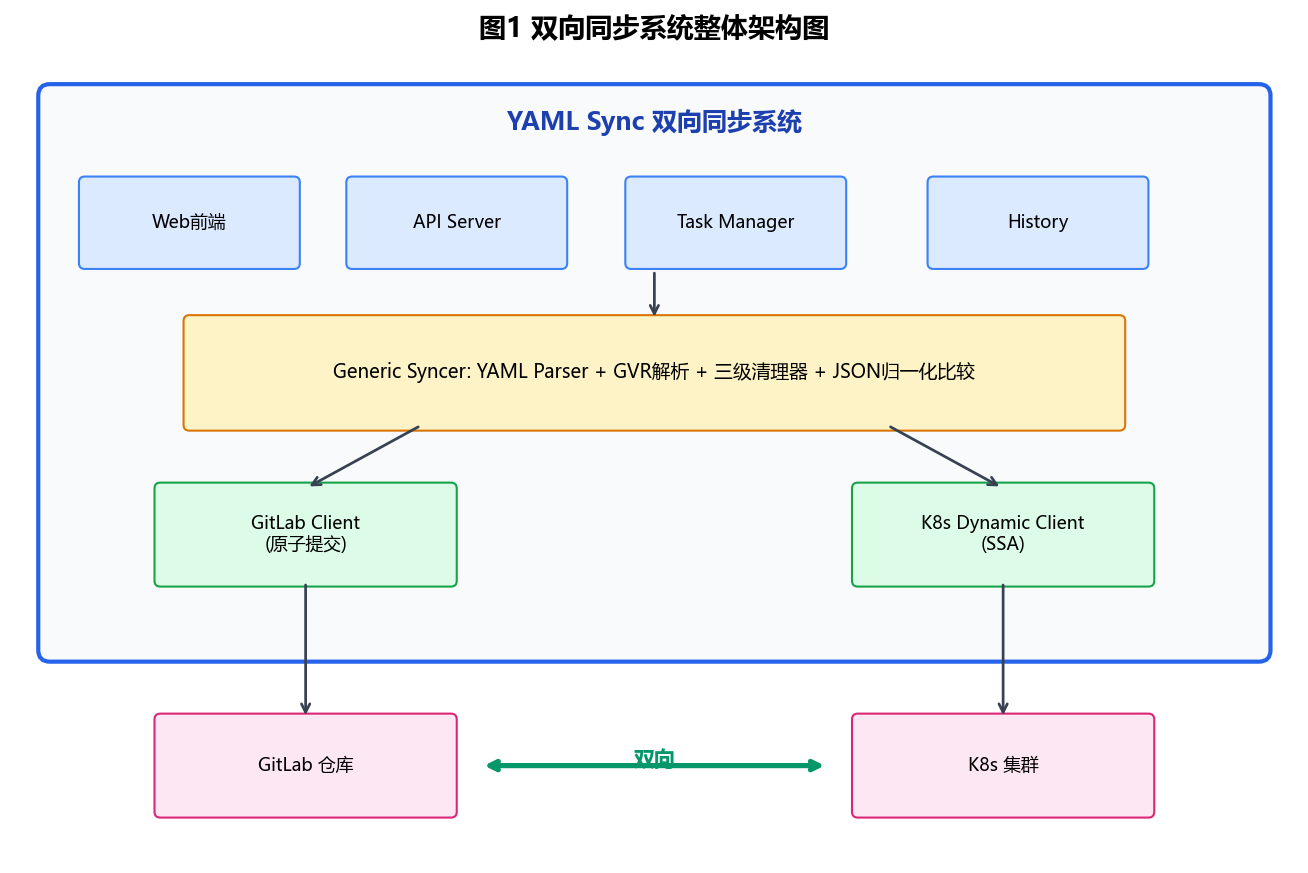 图1 双向同步系统整体架构图
YAML Sync 双向同步系统
Web前端
API Server
Task Manager
History
Generic Syncer: YAML Parser + GVR解析 + 三级清理器 + JSON归一化比较
GitLab Client
(原子提交)
K8s Dynamic Client
(SSA)
GitLab 仓库
双向
K8s 集群